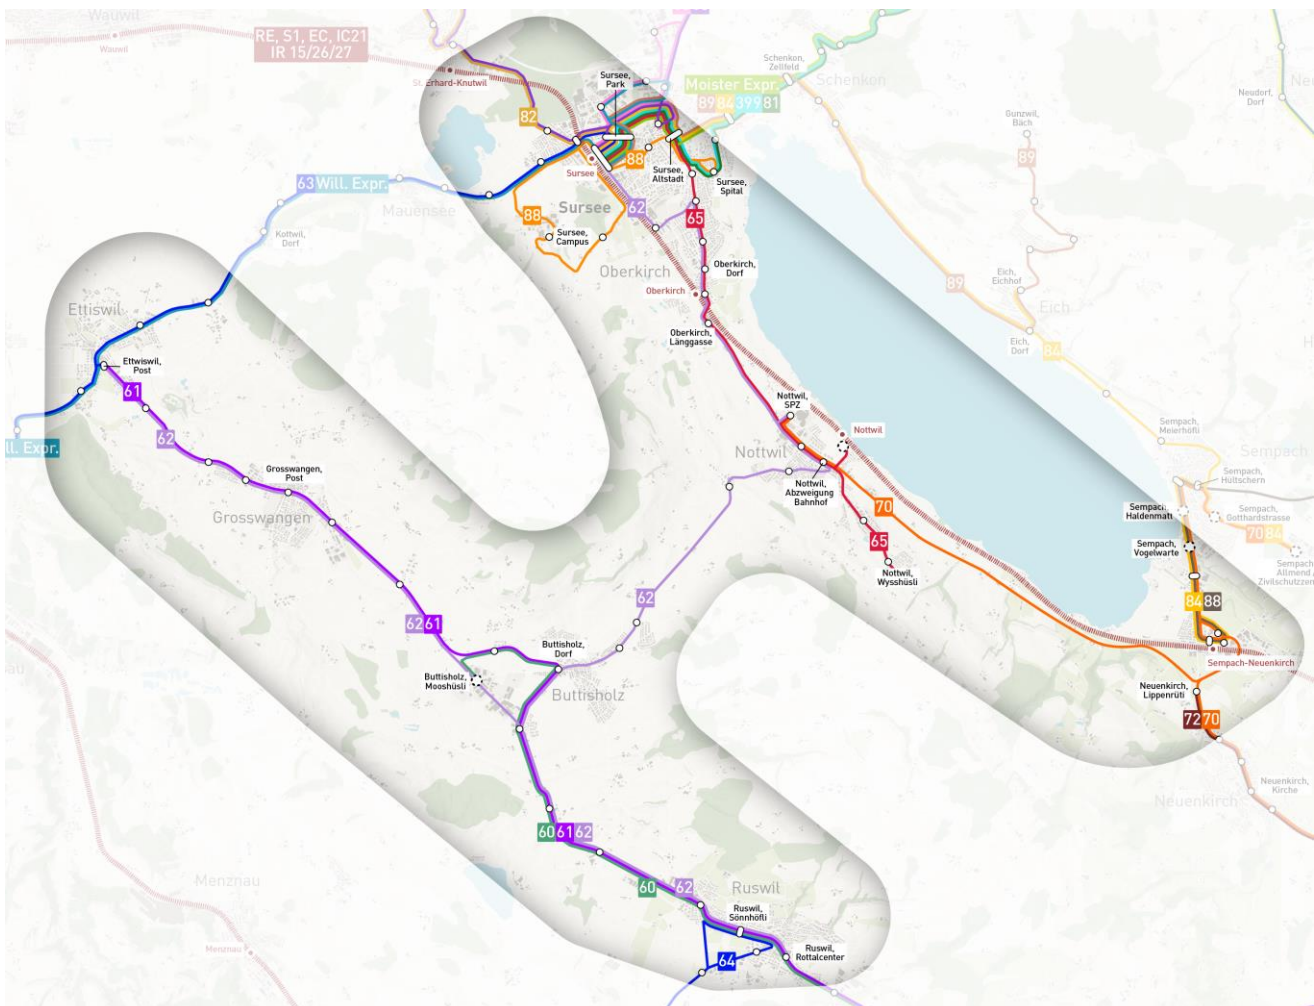 Wauwil
Wauwil
RE, S1, EC, IC21
IR 15/26/27
St. Erhard-Knutwil
82
Sursee,
Park
Moister Expr.
89 84 399 81
Schenkon,
Zellfeld
Schenkon
Neudorf,
Dorf
Gunzwil,
Bäch
89
63 Will. Expr.
Mauensee
Kottwil,
Dorf
Sursee
88
Sursee,
Altstadt
Sursee,
Spital
Sursee
88
62
65
Sursee,
Campus
Oberkirch
Oberkirch,
Dorf
Oberkirch
Oberkirch,
Länggasse
Eich,
Eichhof
Eich
89
Eich,
Dorf
84
Ettiswil
Ettwiswil,
Post
61
62
ll. Expr.
Grosswangen,
Post
Grosswangen
Nottwil,
SPZ
Nottwil
Nottwil
Nottwil,
Abzweigung
Bahnhof
70
65
Nottwil,
Wysshüsli
Sempach,
Meierhöfli
Sempach
Sempach,
Hültschern
Sempach,
Haldenmatt
Sempach,
Gotthardstrasse
70 84
Sempach,
Vogelwarte
Sempach
Allmend /
Zivilschutzzen
84 88
62
62 61
Buttisholz,
Dorf
Buttisholz,
Mooshüsli
Buttisholz
Sempach-Neuenkirch
Neuenkirch,
Lippenrüti
72 70
Neuenkirch,
Kirche
Neuenkirch
60 61 62
60
62
Ruswil
Ruswil,
Sönnhöfli
Ruswil,
Rottalcenter
64
Menznau
Menznau